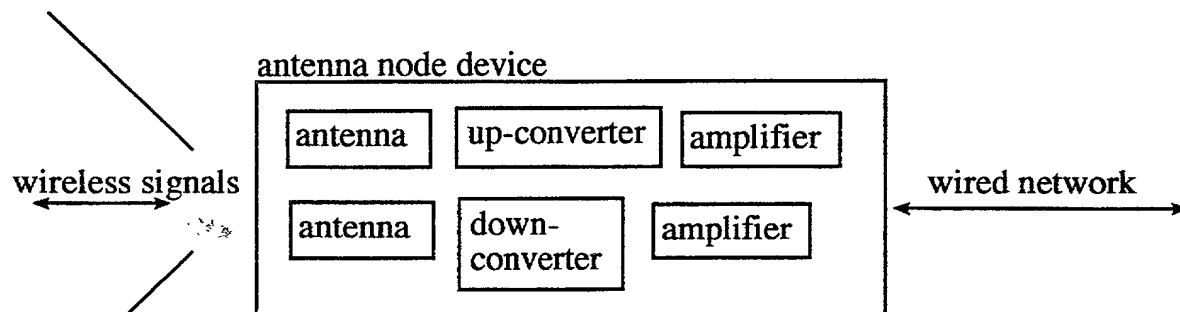 antenna node device
antenna
up-converter
amplifier
wireless signals
wired network
antenna
down-
converter
amplifier